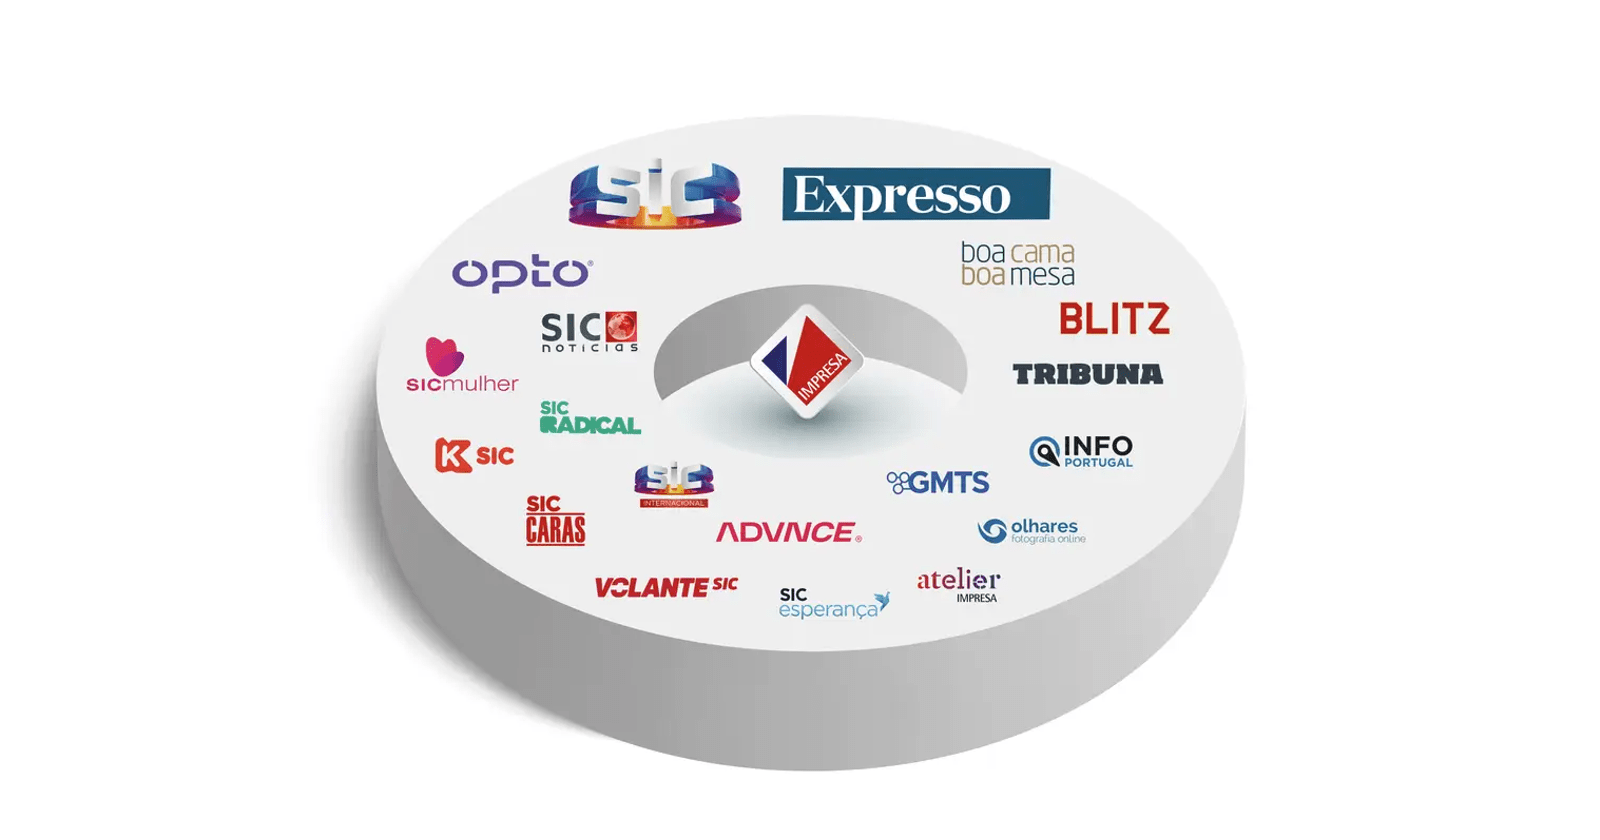 SIC
Expresso
opto®
boa cama
boa mesa
SIC
notícias
BLITZ
sicmulher
IMPRESA
TRIBUNA
SIC
RADICAL
K SIC
INFO
PORTUGAL
SIC
INTERNACIONAL
GMTS
SIC
CARAS
ADVNCE®
olhares
fotografia online
VOLANTE SIC
SIC
esperança
atelier
IMPRESA